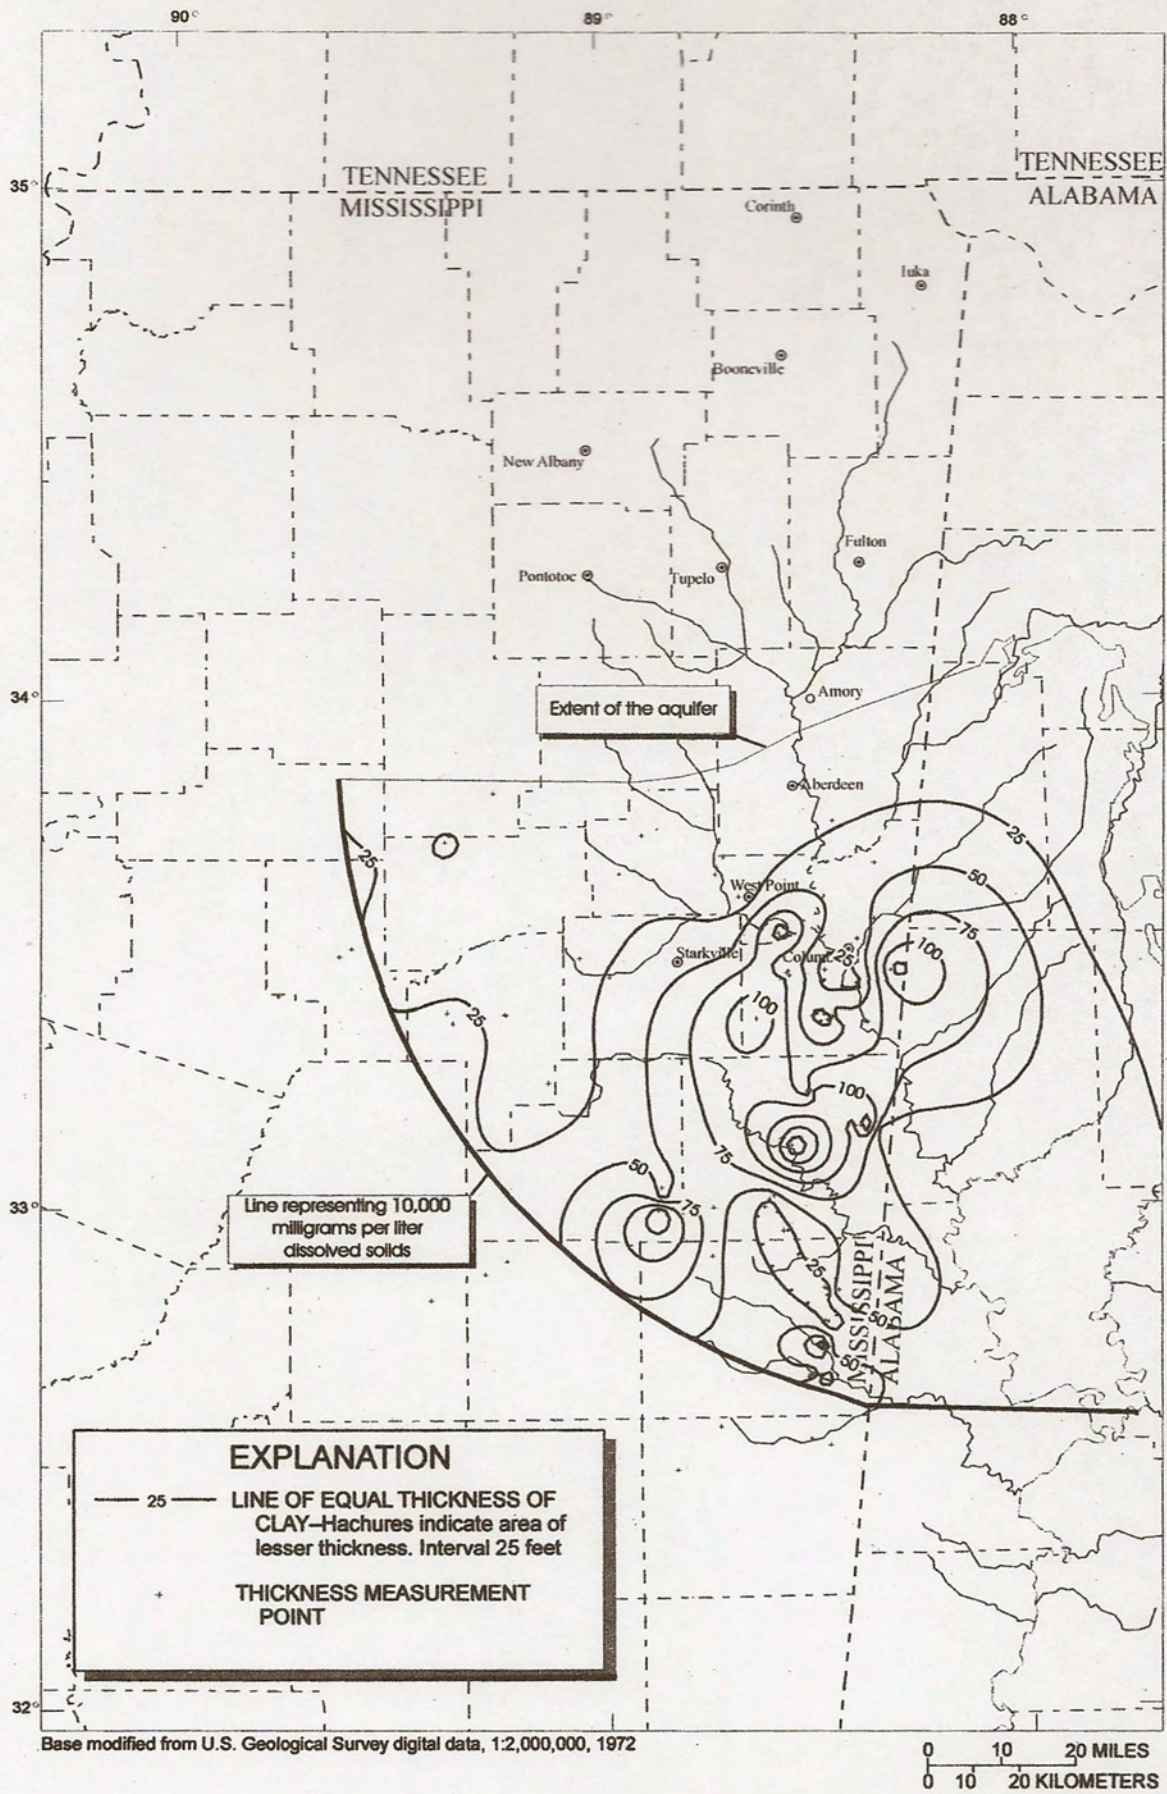 90°
89°
88°
35°
TENNESSEE
MISSISSIPPI
TENNESSEE
ALABAMA
Corinth
Iuka
Booneville
New Albany
Fulton
Pontotoc
Tupelo
34°
Extent of the aquifer
Amory
Aberdeen
25
25
50
West Point
75
Starkville
25
100
100
25
100
75
50
75
33°
Line representing 10,000
milligrams per liter
dissolved solids
25
50
50
MISSISSIPPI
ALABAMA
EXPLANATION
25 LINE OF EQUAL THICKNESS OF
CLAY–Hachures indicate area of
lesser thickness. Interval 25 feet
THICKNESS MEASUREMENT
POINT
32°
Base modified from U.S. Geological Survey digital data, 1:2,000,000, 1972
0 10 20 MILES
0 10 20 KILOMETERS